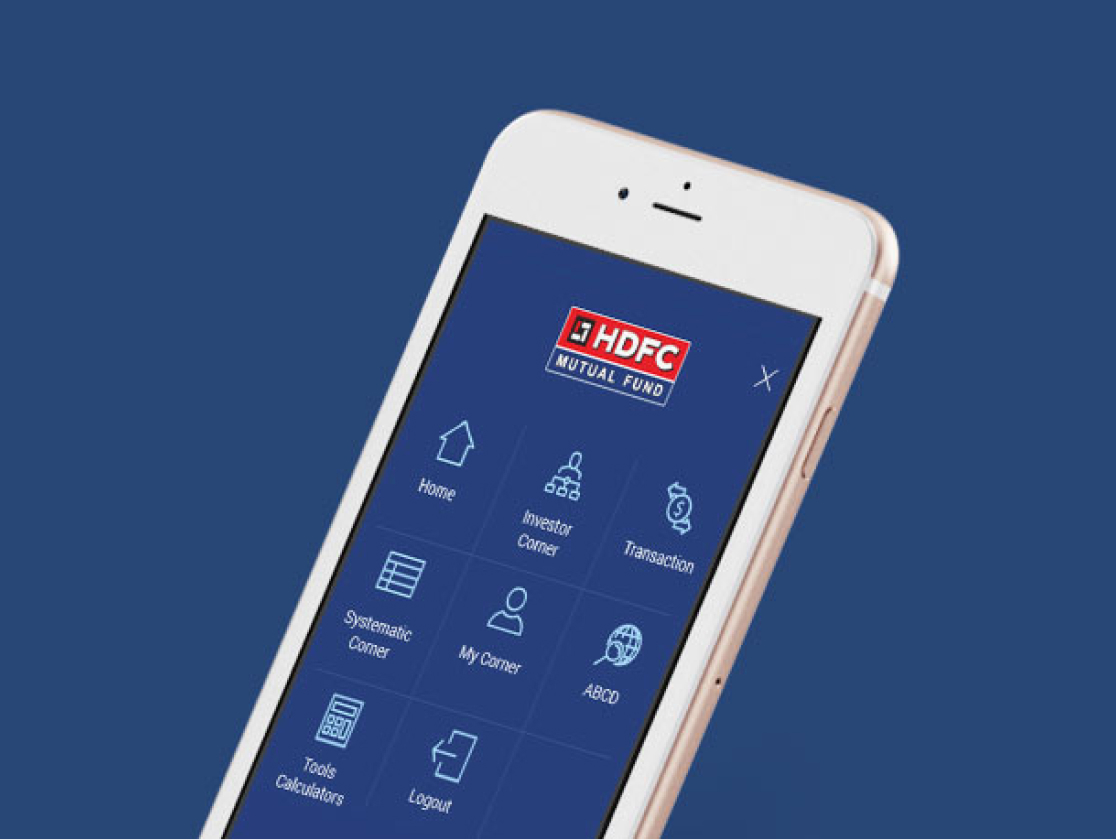 HDFC
MUTUAL FUND
X
Home
Investor
Corner
Transaction
Systematic
Corner
My Corner
ABCD
Tools
Calculators
Logout